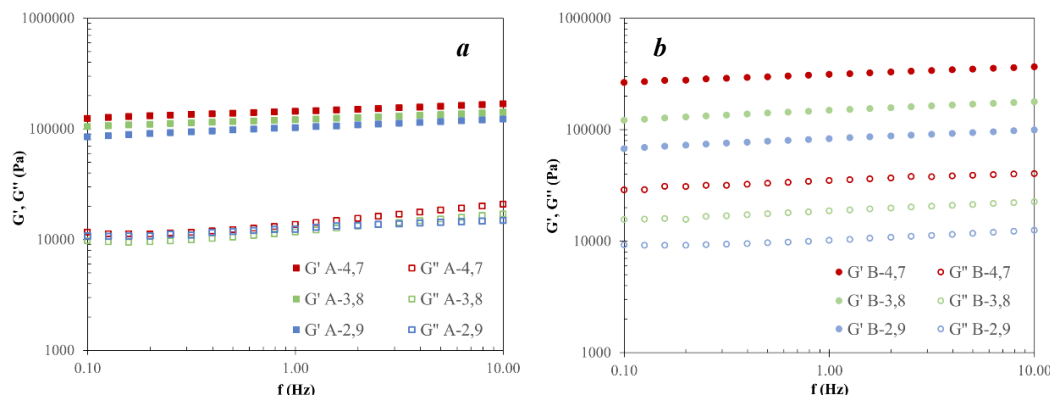 a
G', G'' (Pa)
1000000
100000
10000
1000
G' A-4,7 G'' A-4,7
G' A-3,8 G'' A-3,8
G' A-2,9 G'' A-2,9
0.10 1.00 10.00
f (Hz)
b
G', G'' (Pa)
1000000
100000
10000
1000
G' B-4,7 G'' B-4,7
G' B-3,8 G'' B-3,8
G' B-2,9 G'' B-2,9
0.10 1.00 10.00
f (Hz)